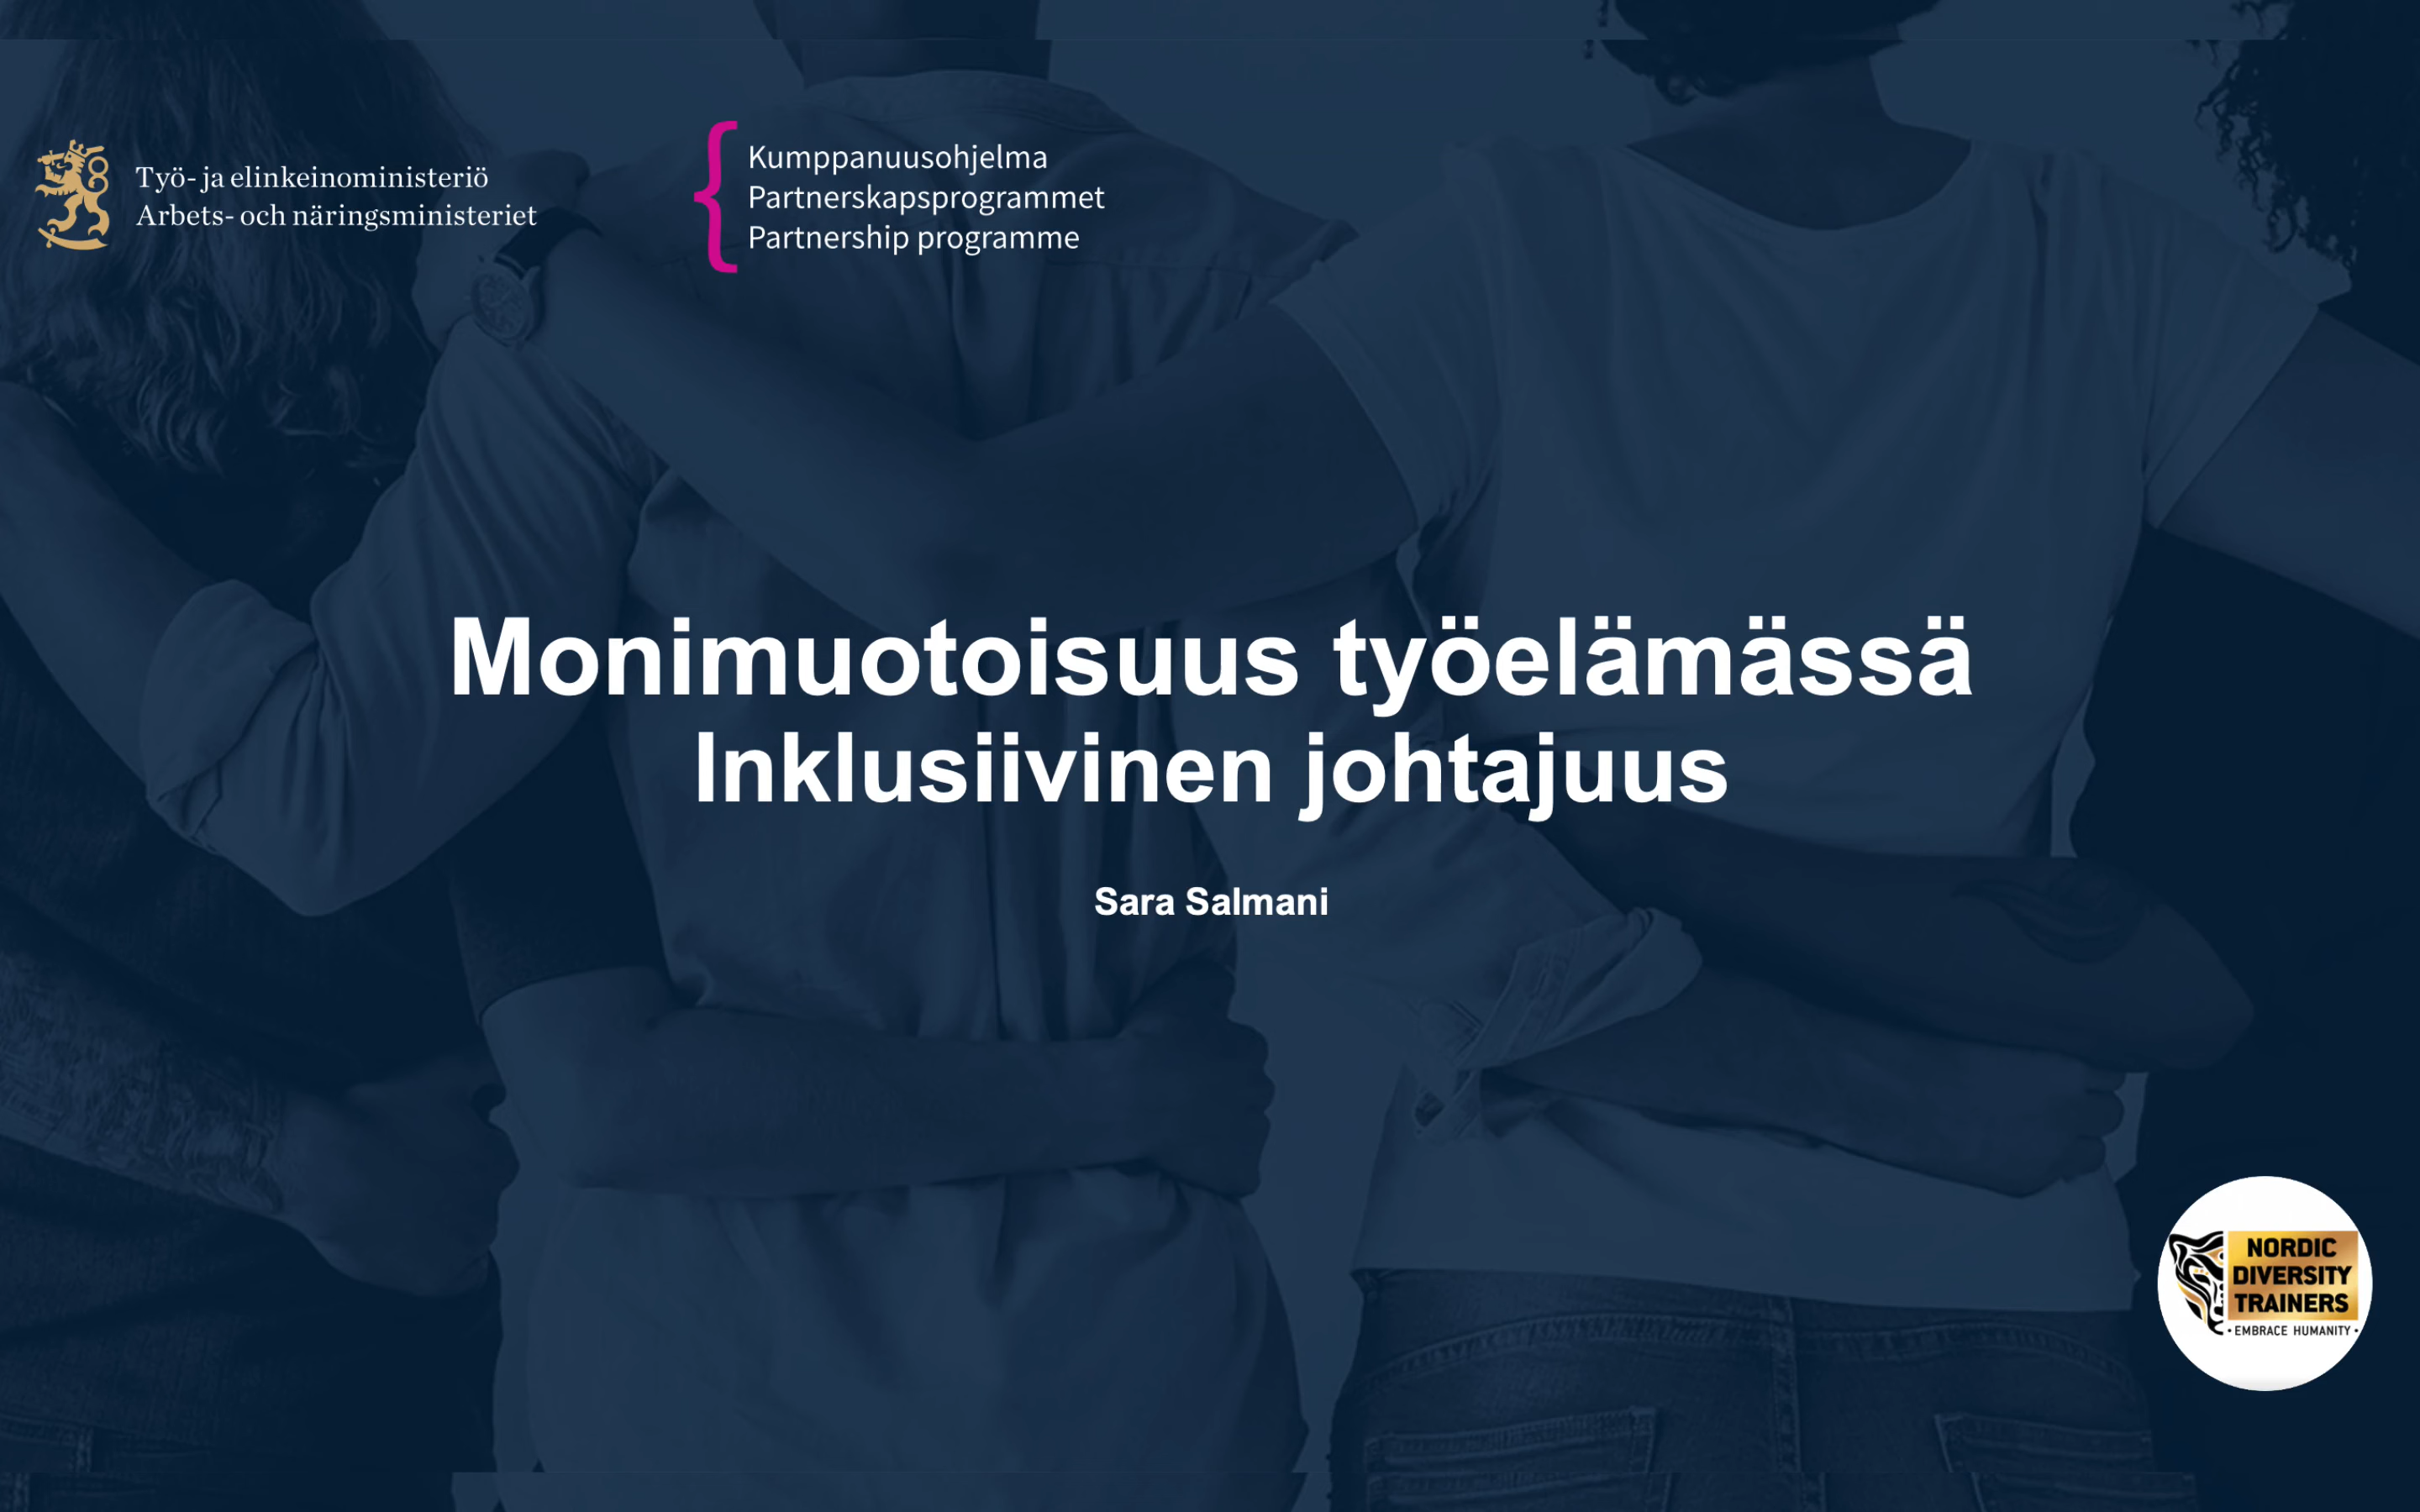 Työ- ja elinkeinoministeriö
Arbets- och näringsministeriet
Kumppanuusohjelma
Partnerskapsprogrammet
Partnership programme
Monimuotoisuus työelämässä
Inklusiivinen johtajuus
Sara Salmani
NORDIC
DIVERSITY
TRAINERS
• EMBRACE HUMANITY •